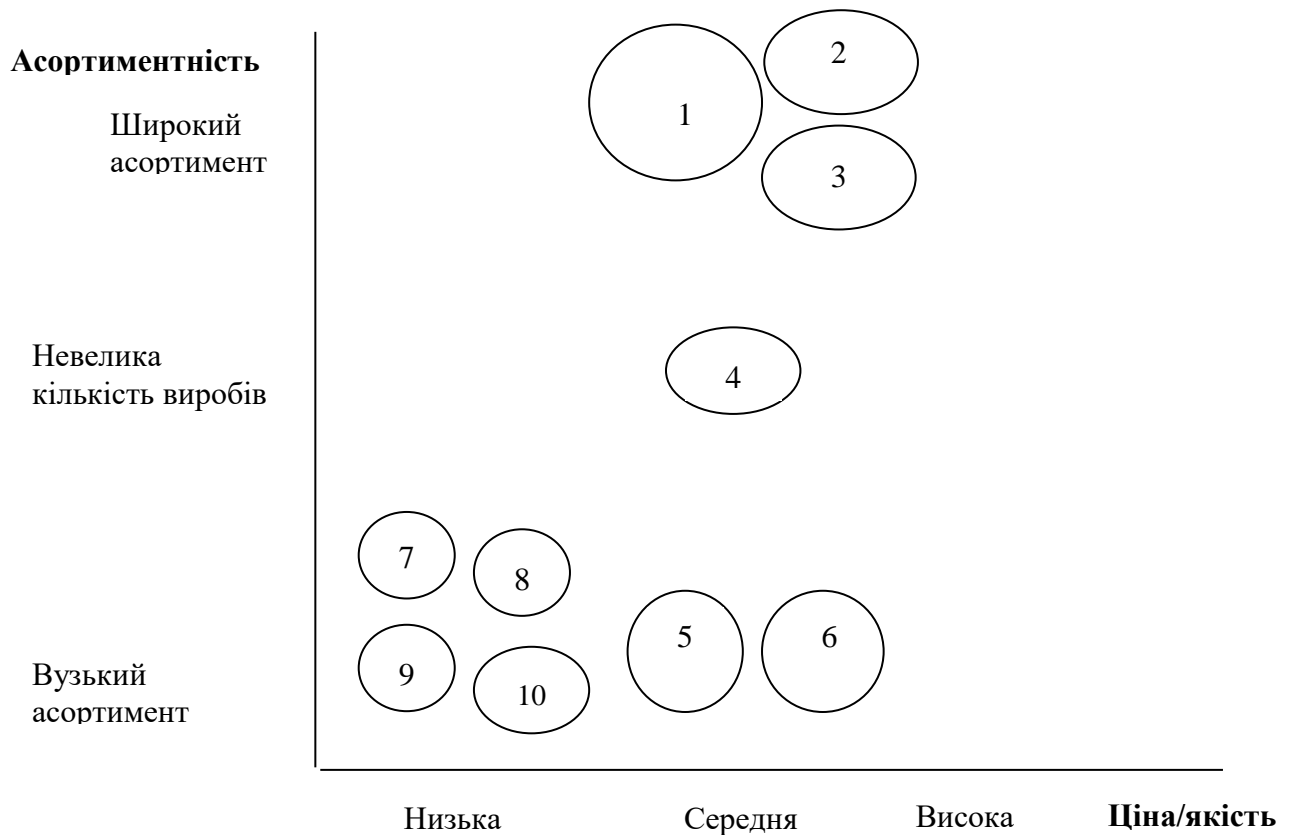 Асортиментність
Широкий
асортимент
1
2
3
Невелика
кількість виробів
4
7
8
5
6
9
10
Вузький
асортимент
Низька
Середня
Висока
Ціна/якість